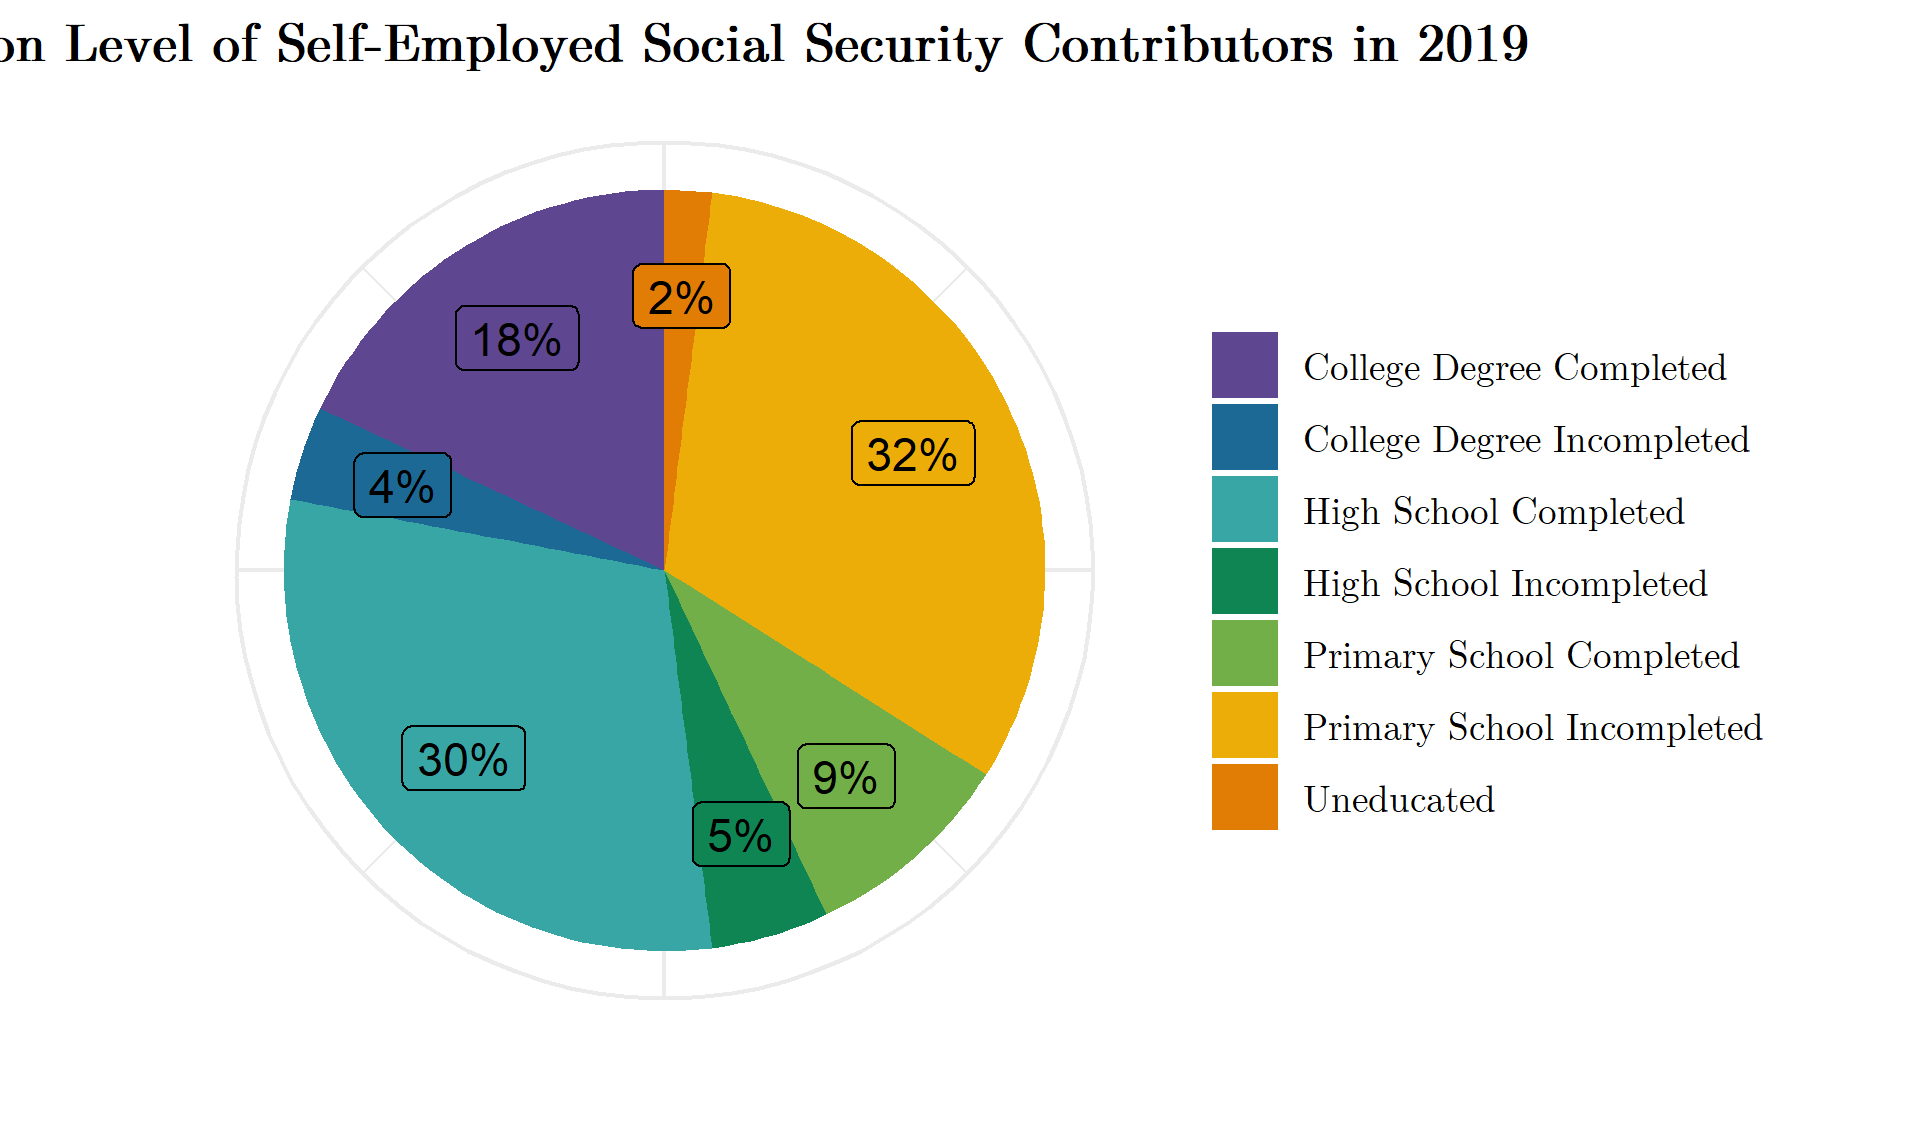 on Level of Self-Employed Social Security Contributors in 2019
2%
18%
32%
4%
30%
9%
5%
College Degree Completed
College Degree Incompleted
High School Completed
High School Incompleted
Primary School Completed
Primary School Incompleted
Uneducated